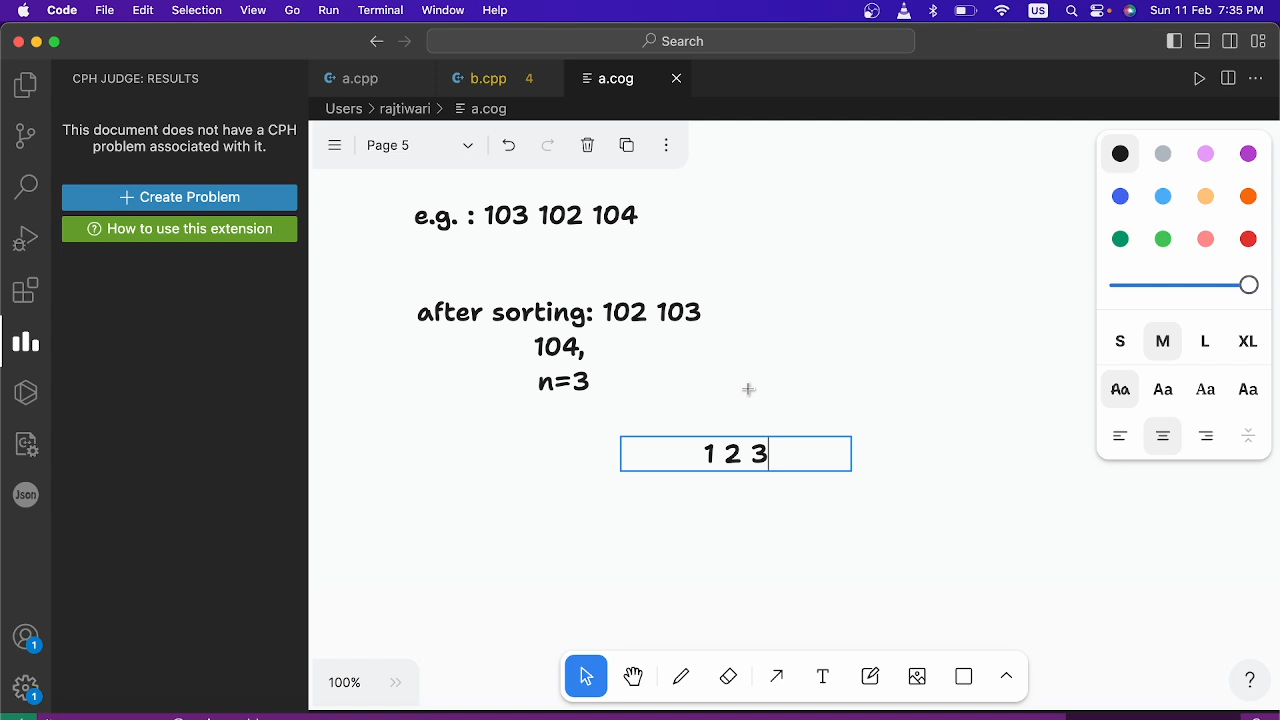 Code File Edit Selection View Go Run Terminal Window Help US Sun 11 Feb 7:35 PM
Search
CPH JUDGE: RESULTS
a.cpp b.cpp 4 a.cog
Users > rajtiwari > a.cog
This document does not have a CPH
problem associated with it.
Page 5
+ Create Problem
How to use this extension
e.g. : 103 102 104
after sorting: 102 103
104,
n=3
S M L XL
Aa Aa Aa Aa
1 2 3
Json
1
1
100%
T
?